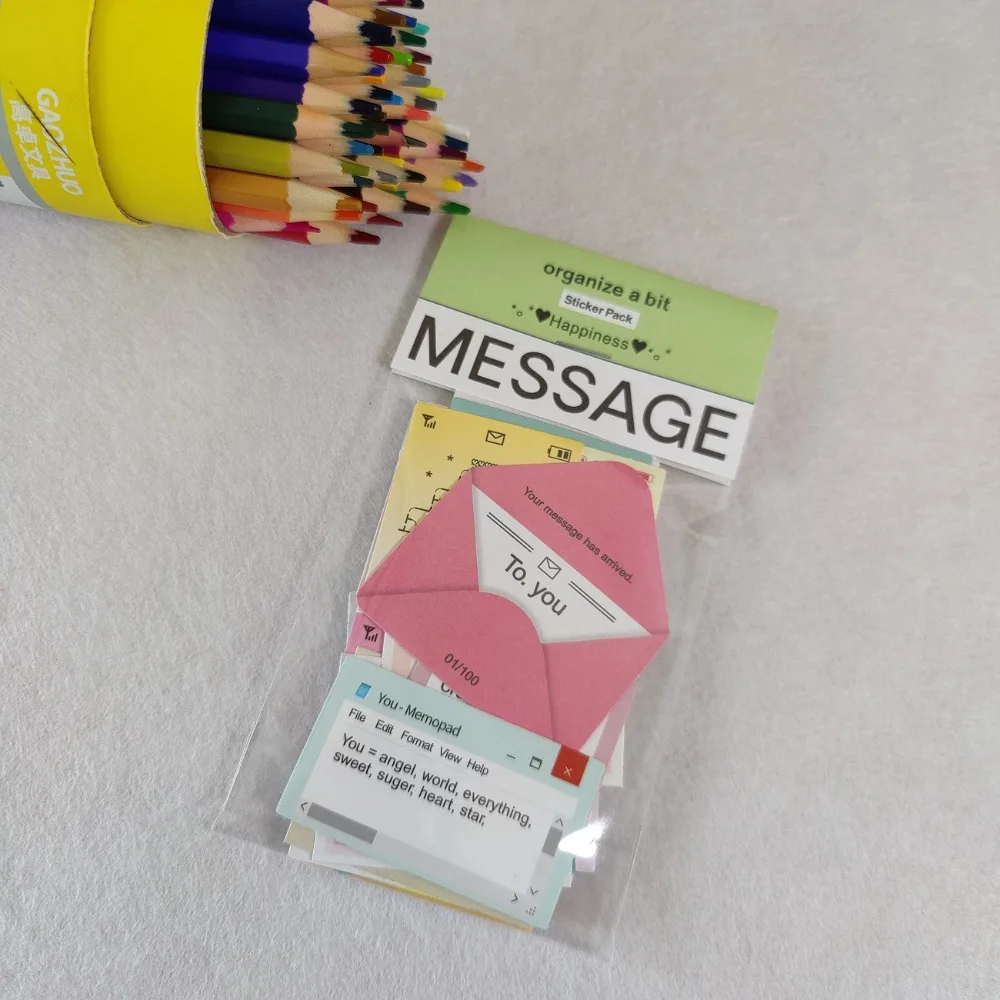 GAOZHUO
高卓文具
organize a bit
Sticker Pack
Happiness
MESSAGE
Your message has arrived.
To. you
01/100
You - Memopad
File Edit Format View Help
You = angel, world, everything,
sweet, suger, heart, star,